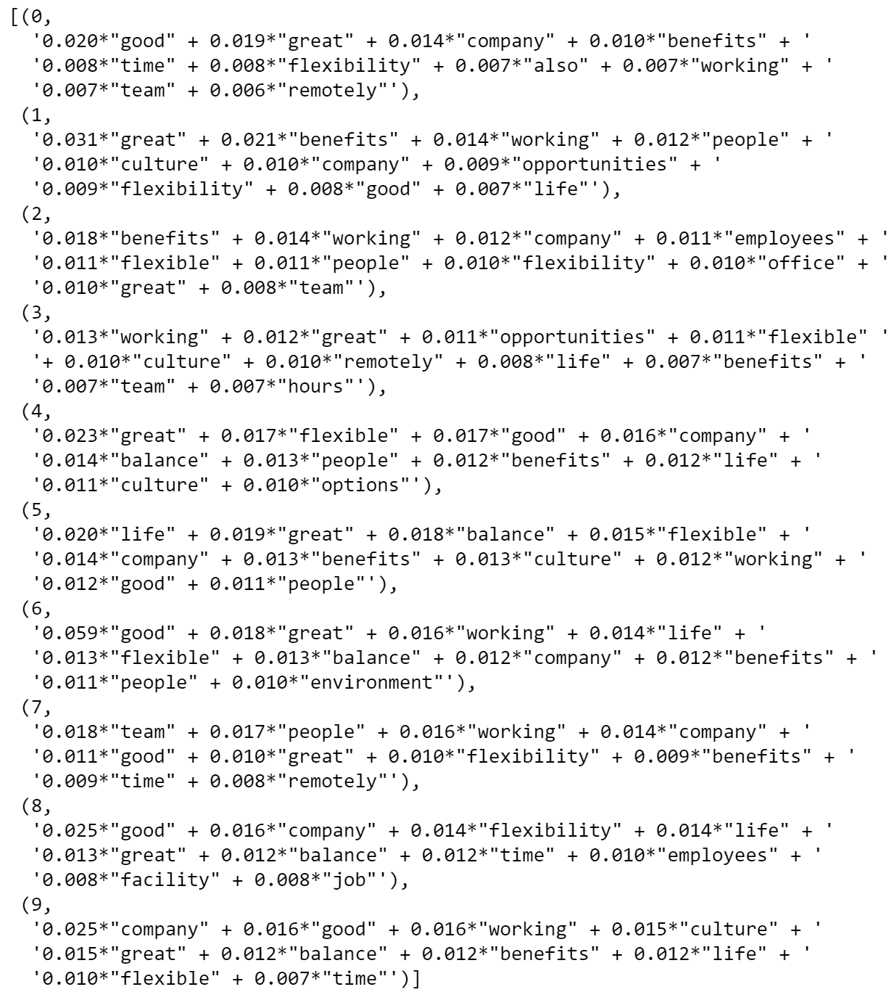 [(0,
'0.020*"good" + 0.019*"great" + 0.014*"company" + 0.010*"benefits" + '
'0.008*"time" + 0.008*"flexibility" + 0.007*"also" + 0.007*"working" + '
'0.007*"team" + 0.006*"remotely"'),
(1,
'0.031*"great" + 0.021*"benefits" + 0.014*"working" + 0.012*"people" + '
'0.010*"culture" + 0.010*"company" + 0.009*"opportunities" + '
'0.009*"flexibility" + 0.008*"good" + 0.007*"life"'),
(2,
'0.018*"benefits" + 0.014*"working" + 0.012*"company" + 0.011*"employees" + '
'0.011*"flexible" + 0.011*"people" + 0.010*"flexibility" + 0.010*"office" + '
'0.010*"great" + 0.008*"team"'),
(3,
'0.013*"working" + 0.012*"great" + 0.011*"opportunities" + 0.011*"flexible" '
'+ 0.010*"culture" + 0.010*"remotely" + 0.008*"life" + 0.007*"benefits" + '
'0.007*"team" + 0.007*"hours"'),
(4,
'0.023*"great" + 0.017*"flexible" + 0.017*"good" + 0.016*"company" + '
'0.014*"balance" + 0.013*"people" + 0.012*"benefits" + 0.012*"life" + '
'0.011*"culture" + 0.010*"options"'),
(5,
'0.020*"life" + 0.019*"great" + 0.018*"balance" + 0.015*"flexible" + '
'0.014*"company" + 0.013*"benefits" + 0.013*"culture" + 0.012*"working" + '
'0.012*"good" + 0.011*"people"'),
(6,
'0.059*"good" + 0.018*"great" + 0.016*"working" + 0.014*"life" + '
'0.013*"flexible" + 0.013*"balance" + 0.012*"company" + 0.012*"benefits" + '
'0.011*"people" + 0.010*"environment"'),
(7,
'0.018*"team" + 0.017*"people" + 0.016*"working" + 0.014*"company" + '
'0.011*"good" + 0.010*"great" + 0.010*"flexibility" + 0.009*"benefits" + '
'0.009*"time" + 0.008*"remotely"'),
(8,
'0.025*"good" + 0.016*"company" + 0.014*"flexibility" + 0.014*"life" + '
'0.013*"great" + 0.012*"balance" + 0.012*"time" + 0.010*"employees" + '
'0.008*"facility" + 0.008*"job"'),
(9,
'0.025*"company" + 0.016*"good" + 0.016*"working" + 0.015*"culture" + '
'0.015*"great" + 0.012*"balance" + 0.012*"benefits" + 0.012*"life" + '
'0.010*"flexible" + 0.007*"time"')]